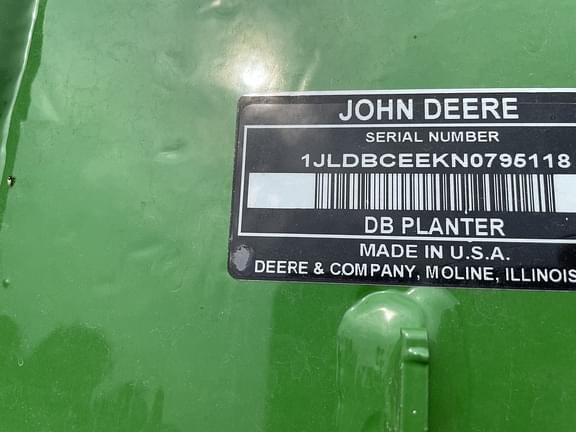 JOHN DEERE
SERIAL NUMBER
1JLDBCEEKN0795118
DB PLANTER
MADE IN U.S.A.
DEERE & COMPANY, MOLINE, ILLINOIS